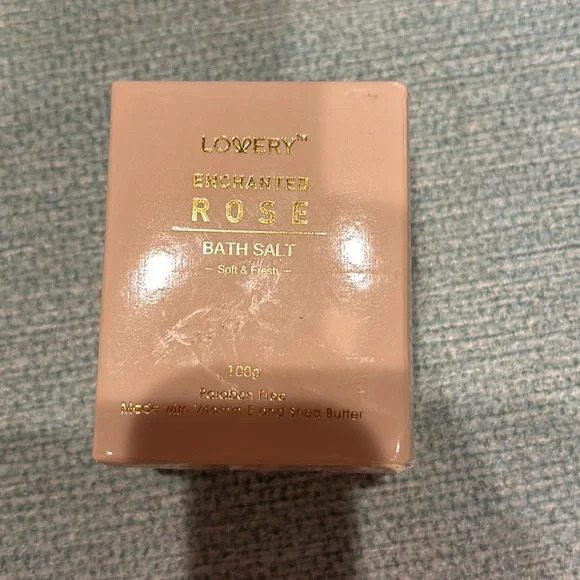 LOVERY™
ENCHANTED
ROSE
BATH SALT
– Soft & Fresh –
100g
Paraben Free
Made with Vitamin E and Shea Butter